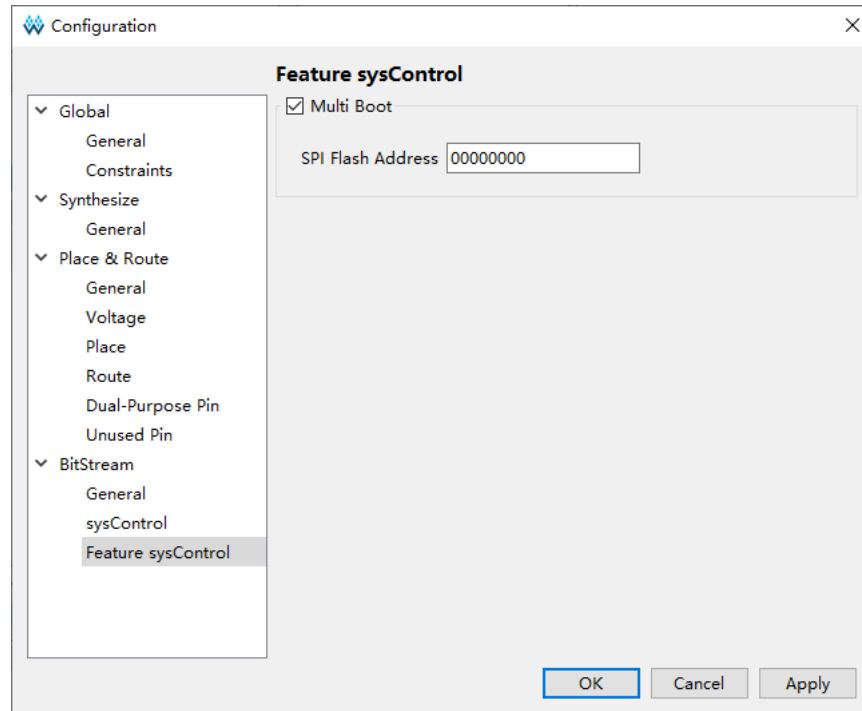 Configuration
Feature sysControl
Global
General
Constraints
Synthesize
General
Place & Route
General
Voltage
Place
Route
Dual-Purpose Pin
Unused Pin
BitStream
General
sysControl
Feature sysControl
Multi Boot
SPI Flash Address 00000000
OK Cancel Apply